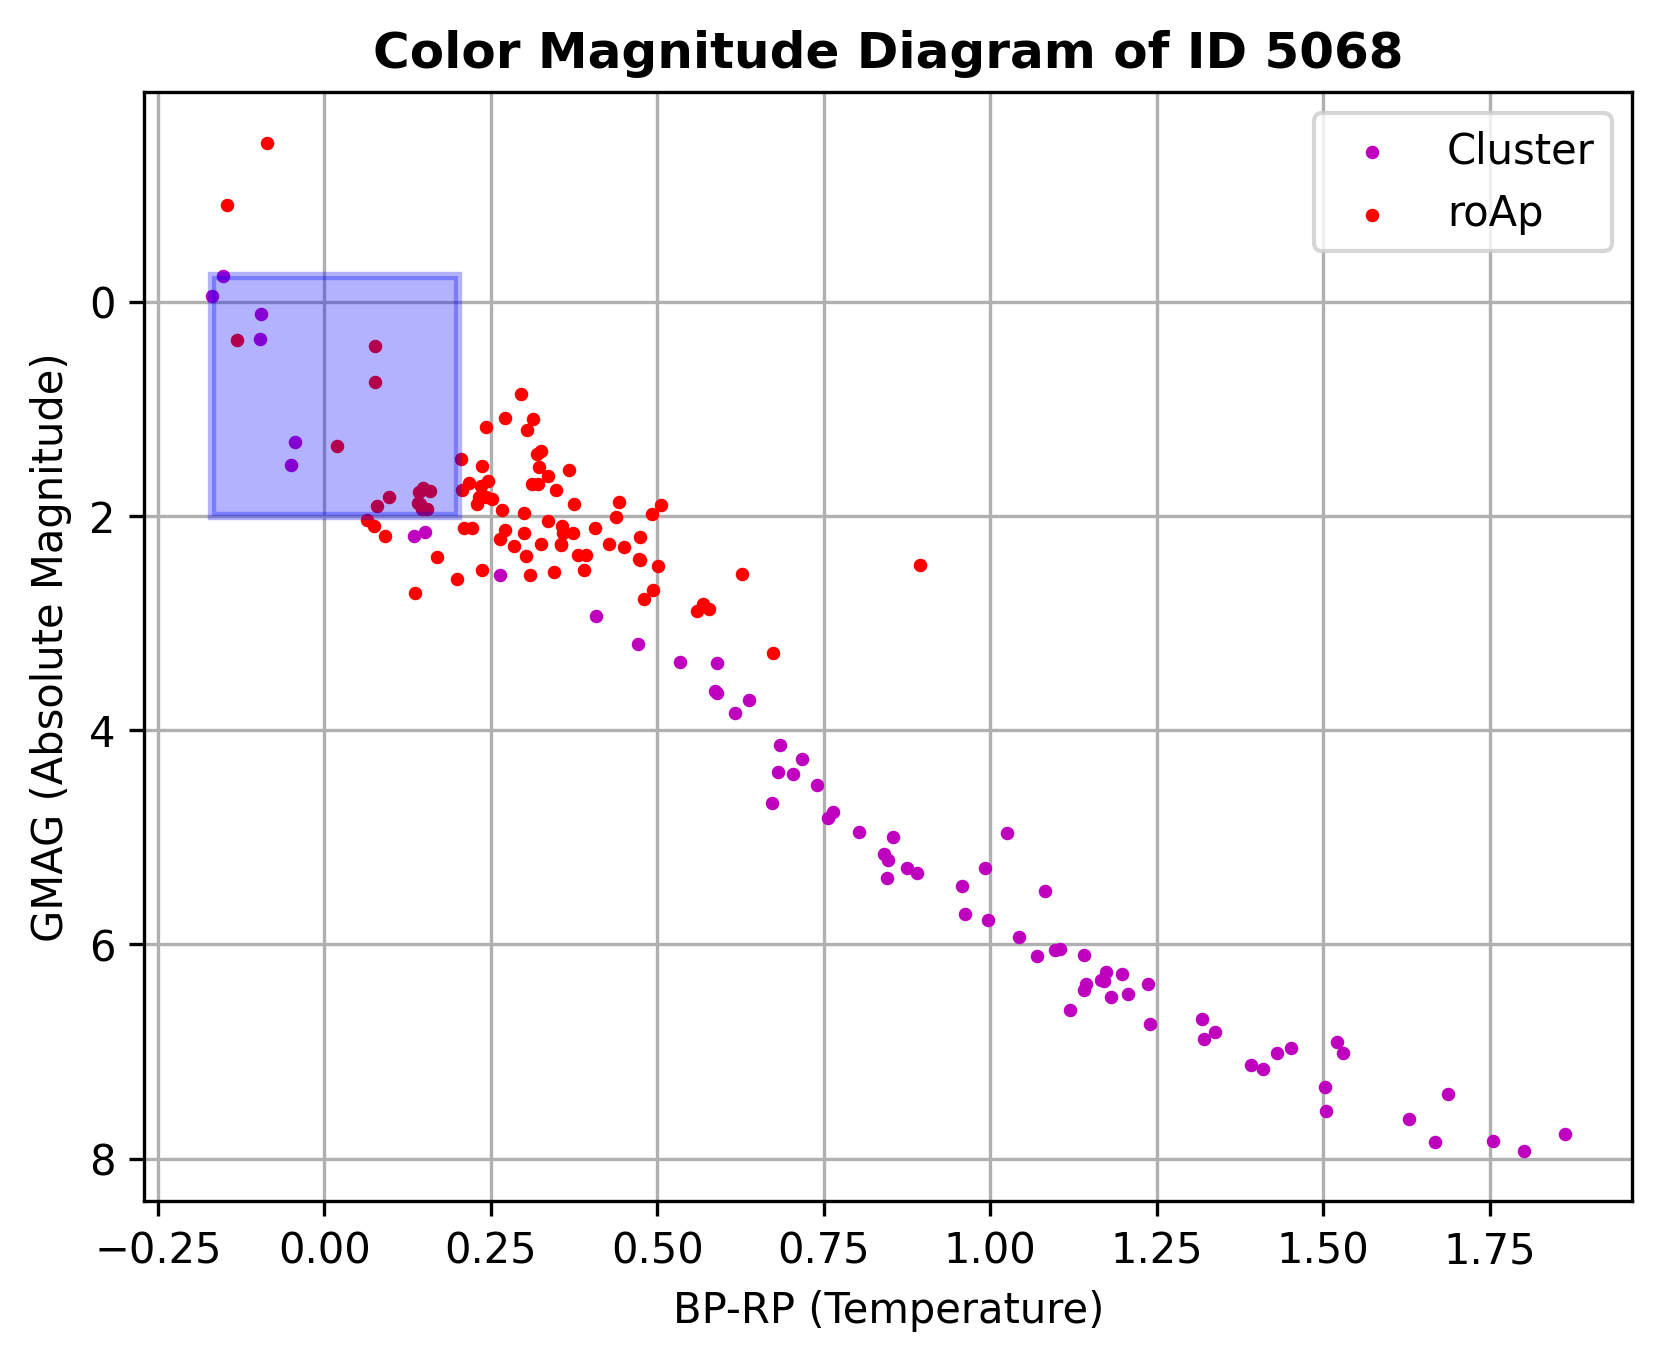 Color Magnitude Diagram of ID 5068
Cluster
roAp
GMAG (Absolute Magnitude)
0
2
4
6
8
−0.25 0.00 0.25 0.50 0.75 1.00 1.25 1.50 1.75
BP-RP (Temperature)